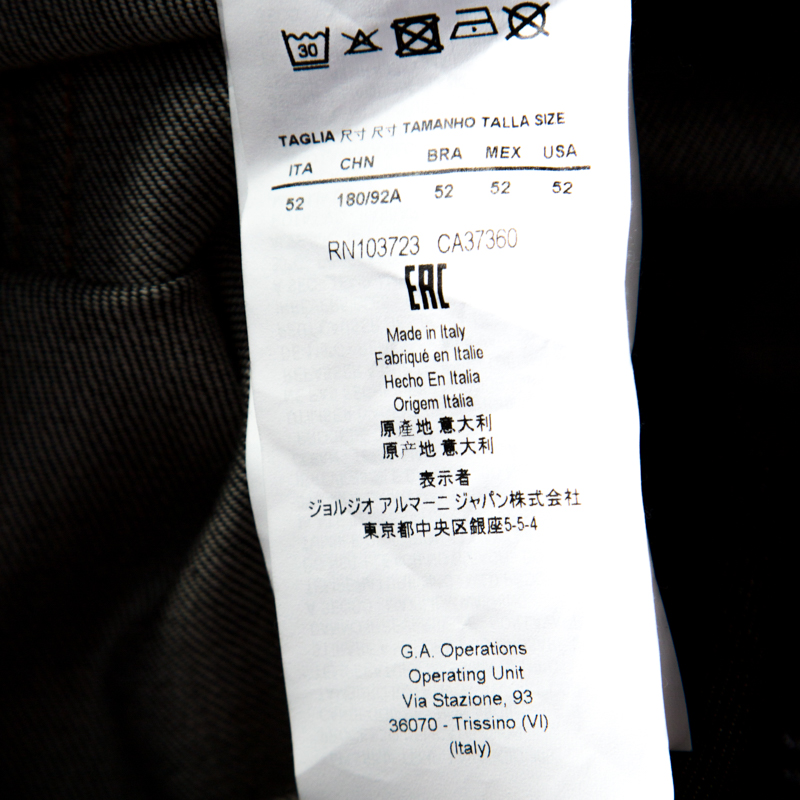 30
TAGLIA 尺寸 尺寸 TAMANHO TALLA SIZE
ITA CHN BRA MEX USA
52 180/92A 52 52 52
RN103723 CA37360
EAC
Made in Italy
Fabriqué en Italie
Hecho En Italia
Origem Itália
原產地 意大利
原产地 意大利
表示者
ジョルジオ アルマーニ ジャパン株式会社
東京都中央区銀座5-5-4
G.A. Operations
Operating Unit
Via Stazione, 93
36070 - Trissino (VI)
(Italy)